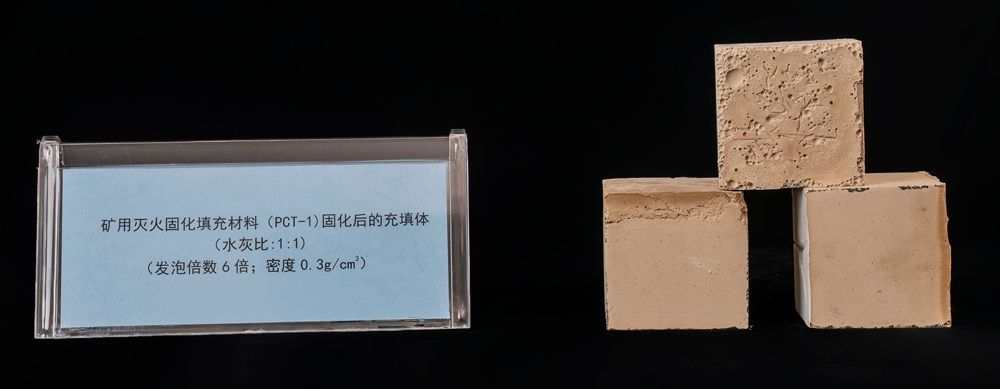 矿用灭火固化填充材料（PCT-1)固化后的充填体
（水灰比:1:1）
（发泡倍数6倍；密度0.3g/cm³）